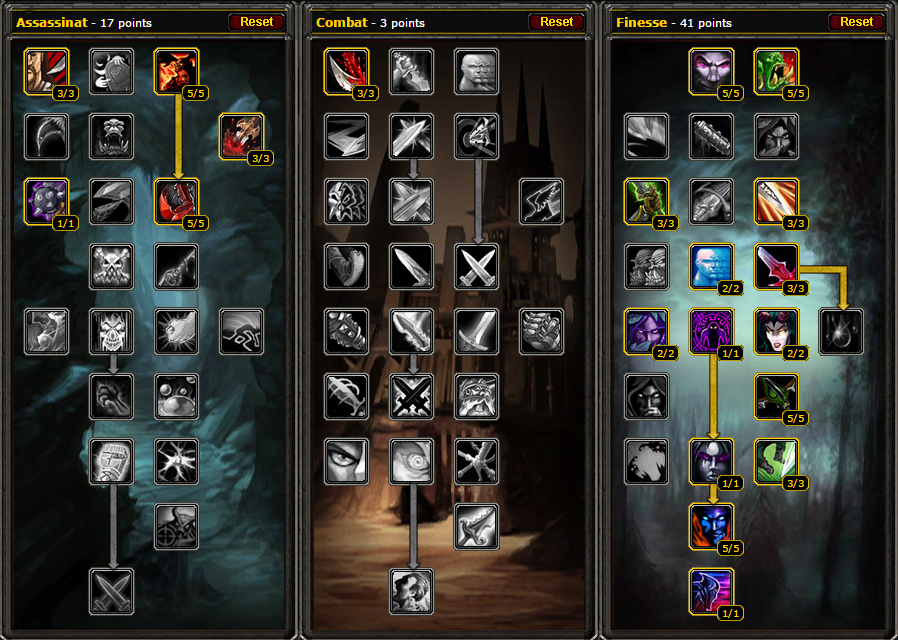 Assassinat - 17 points Reset
Combat - 3 points Reset
Finesse - 41 points Reset
3/3 5/5 3/3 5/5 5/5
3/3
1/1 5/5 3/3 3/3
2/2 3/3
2/2 1/1 2/2
5/5
1/1 3/3
5/5
1/1